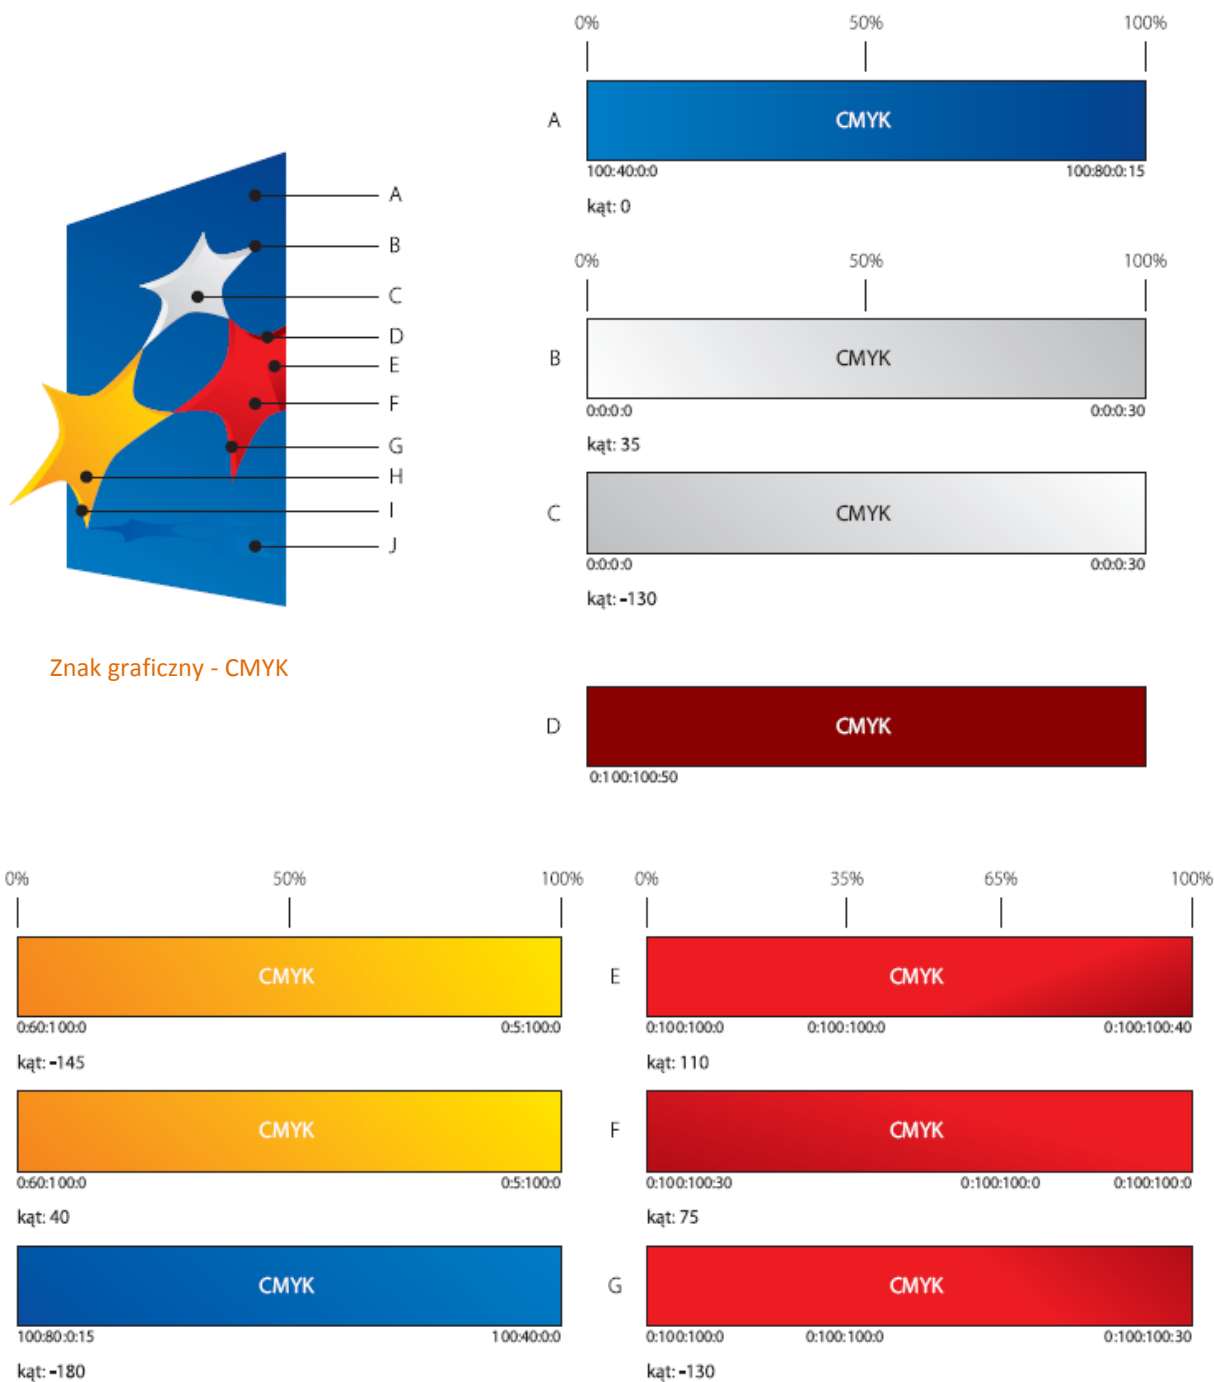 0% 50% 100%
A CMYK
100:40:0:0 100:80:0:15
kąt: 0
A
B
C
D
E
F
G
H
I
J
0% 50% 100%
B CMYK
0:0:0:0 0:0:0:30
kąt: 35
C CMYK
0:0:0:0 0:0:0:30
kąt: -130
Znak graficzny - CMYK
D CMYK
0:100:100:50
0% 50% 100%
CMYK
0:60:100:0 0:5:100:0
kąt: -145
CMYK
0:60:100:0 0:5:100:0
kąt: 40
CMYK
100:80:0:15 100:40:0:0
kąt: -180
0% 35% 65% 100%
E CMYK
0:100:100:0 0:100:100:0 0:100:100:40
kąt: 110
F CMYK
0:100:100:30 0:100:100:0 0:100:100:0
kąt: 75
G CMYK
0:100:100:0 0:100:100:0 0:100:100:30
kąt: -130